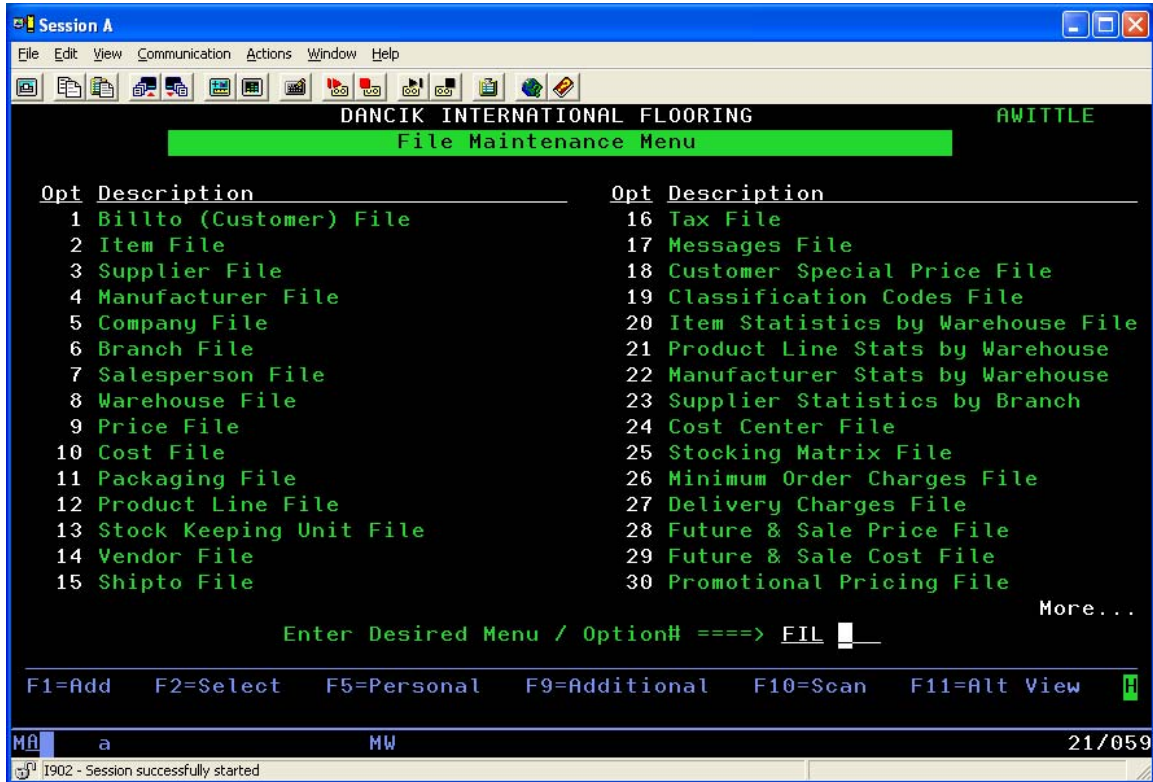 Session A
File Edit View Communication Actions Window Help
DANCIK INTERNATIONAL FLOORING AWITTLE
File Maintenance Menu
Opt Description Opt Description
1 Billto (Customer) File 16 Tax File
2 Item File 17 Messages File
3 Supplier File 18 Customer Special Price File
4 Manufacturer File 19 Classification Codes File
5 Company File 20 Item Statistics by Warehouse File
6 Branch File 21 Product Line Stats by Warehouse
7 Salesperson File 22 Manufacturer Stats by Warehouse
8 Warehouse File 23 Supplier Statistics by Branch
9 Price File 24 Cost Center File
10 Cost File 25 Stocking Matrix File
11 Packaging File 26 Minimum Order Charges File
12 Product Line File 27 Delivery Charges File
13 Stock Keeping Unit File 28 Future & Sale Price File
14 Vendor File 29 Future & Sale Cost File
15 Shipto File 30 Promotional Pricing File
More...
Enter Desired Menu / Option# ====> FIL
F1=Add F2=Select F5=Personal F9=Additional F10=Scan F11=Alt View H
MA a MW 21/059
I902 - Session successfully started